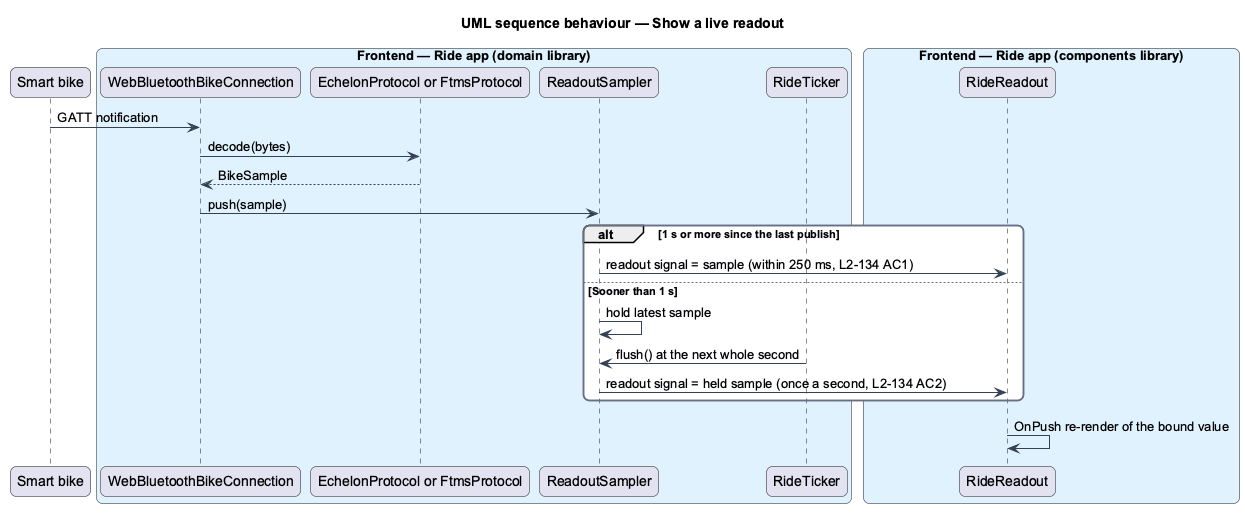 UML sequence behaviour — Show a live readout
Frontend — Ride app (domain library)
Frontend — Ride app (components library)
Smart bike
WebBluetoothBikeConnection
EchelonProtocol or FtmsProtocol
ReadoutSampler
RideTicker
RideReadout
GATT notification
decode(bytes)
BikeSample
push(sample)
alt
[1 s or more since the last publish]
readout signal = sample (within 250 ms, L2-134 AC1)
[Sooner than 1 s]
hold latest sample
flush() at the next whole second
readout signal = held sample (once a second, L2-134 AC2)
OnPush re-render of the bound value
Smart bike
WebBluetoothBikeConnection
EchelonProtocol or FtmsProtocol
ReadoutSampler
RideTicker
RideReadout